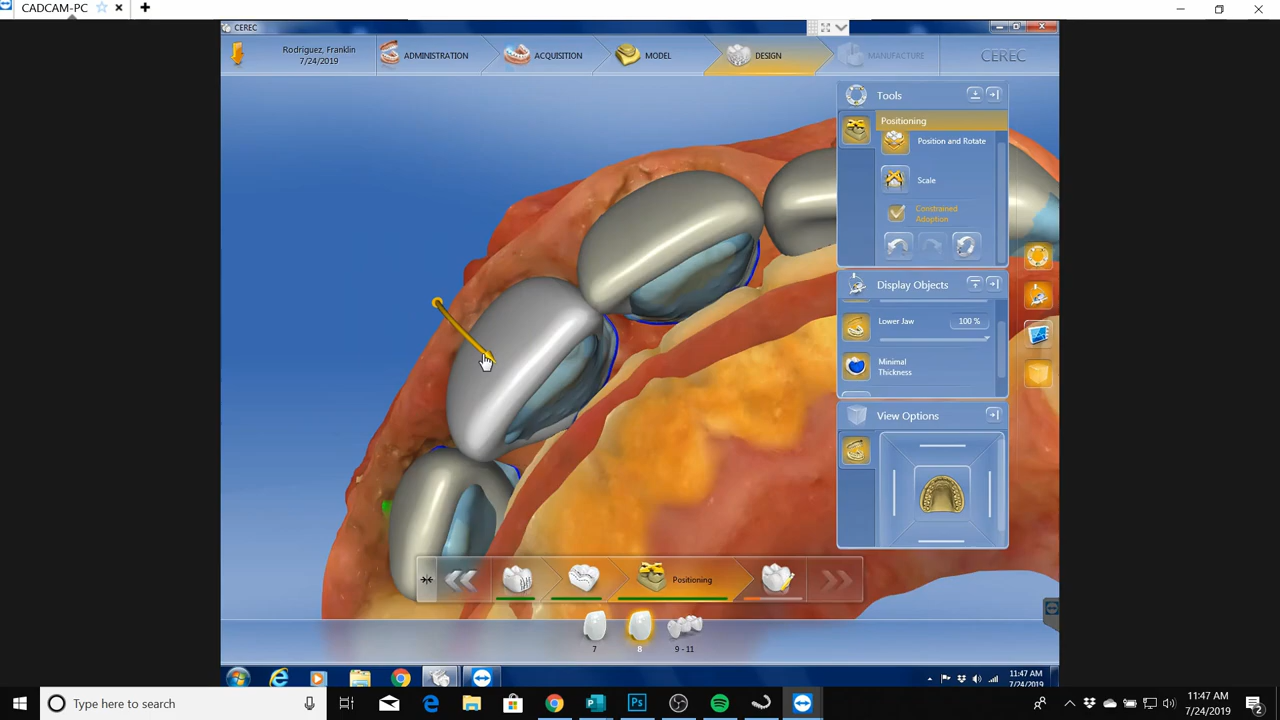 CADCAM-PC
CEREC
Rodriguez, Franklin
7/24/2019
ADMINISTRATION
ACQUISITION
MODEL
DESIGN
MANUFACTURE
CEREC
Tools
Positioning
Position and Rotate
Scale
Constrained
Adaption
Display Objects
Lower Jaw
100 %
Minimal
Thickness
View Options
Positioning
7
8
9 - 11
11:47 AM
7/24/2019
Type here to search
11:47 AM
7/24/2019
2